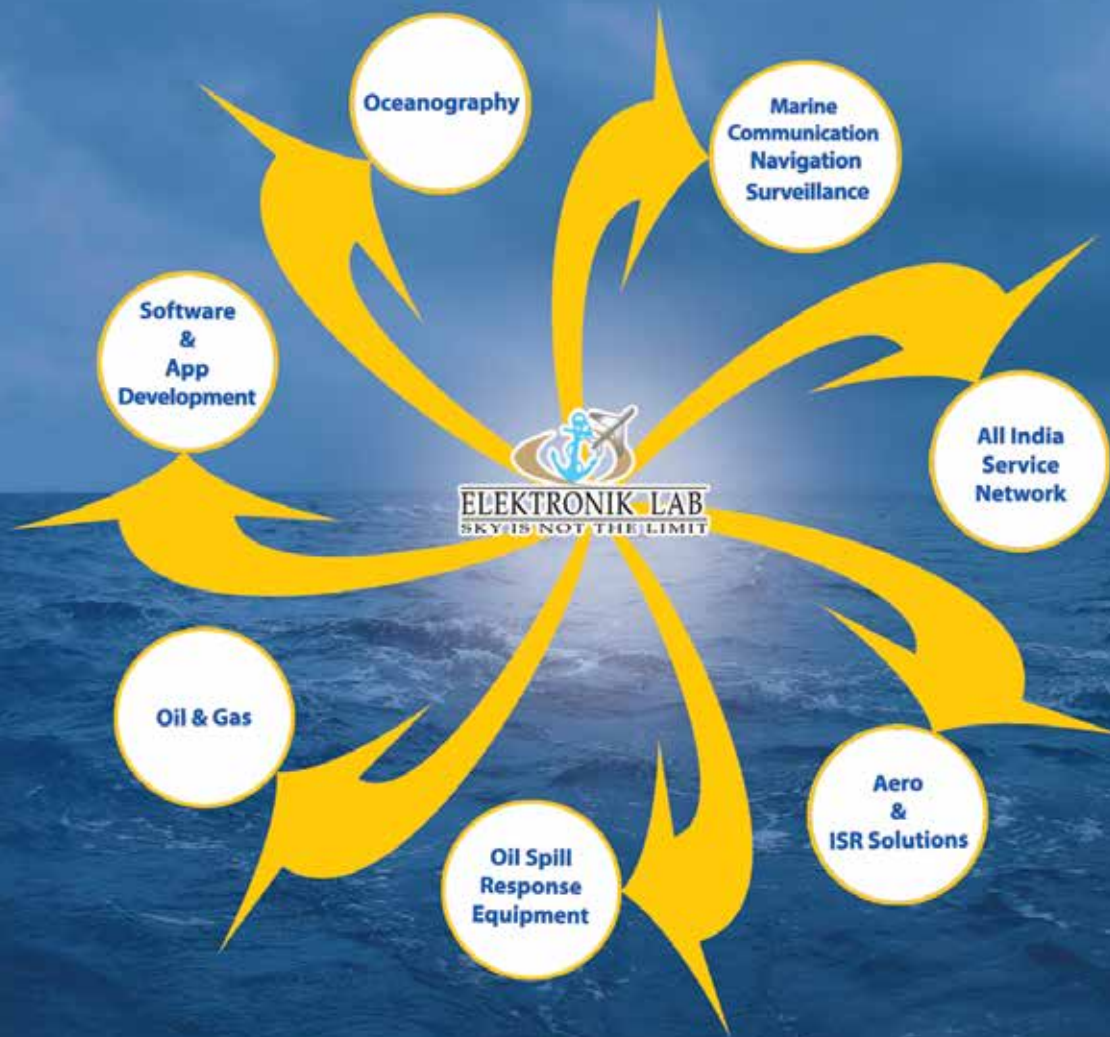 Oceanography
Marine
Communication
Navigation
Surveillance
Software
&
App
Development
All India
Service
Network
ELEKTRONIK LAB
SKY IS NOT THE LIMIT
Oil & Gas
Aero
&
ISR Solutions
Oil Spill
Response
Equipment